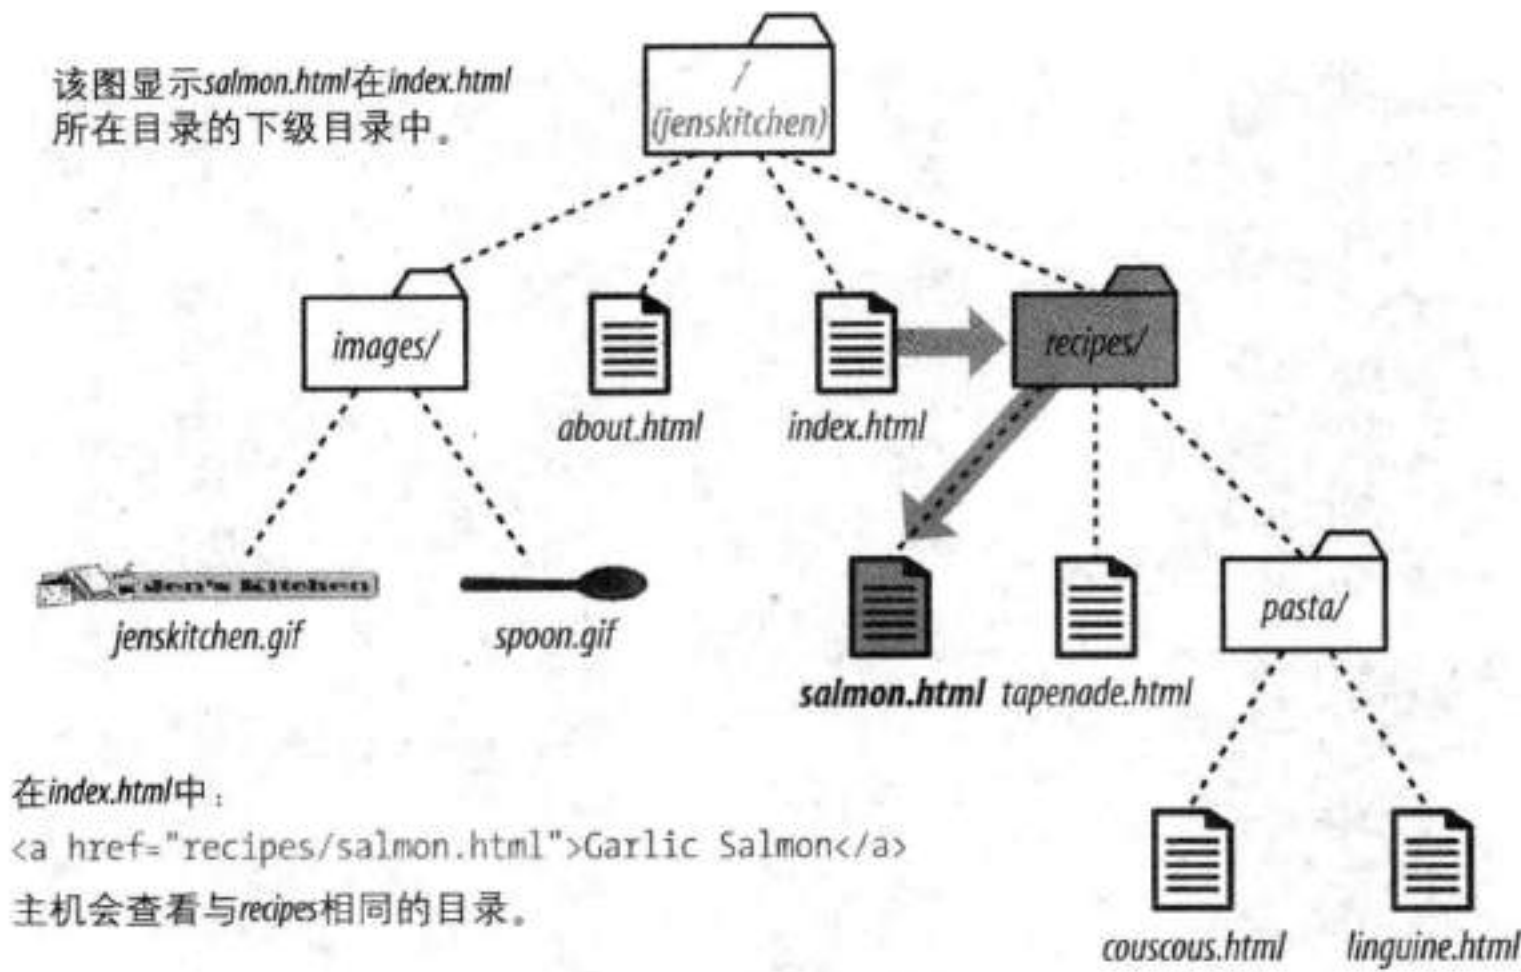 该图显示salmon.html在index.html
所在目录的下级目录中。
/
(jenskitchen)
images/
about.html
index.html
recipes/
Jen's Kitchen
jenskitchen.gif
spoon.gif
salmon.html
tapenade.html
pasta/
couscous.html
linguine.html
在index.html中：
<a href="recipes/salmon.html">Garlic Salmon</a>
主机会查看与recipes相同的目录。